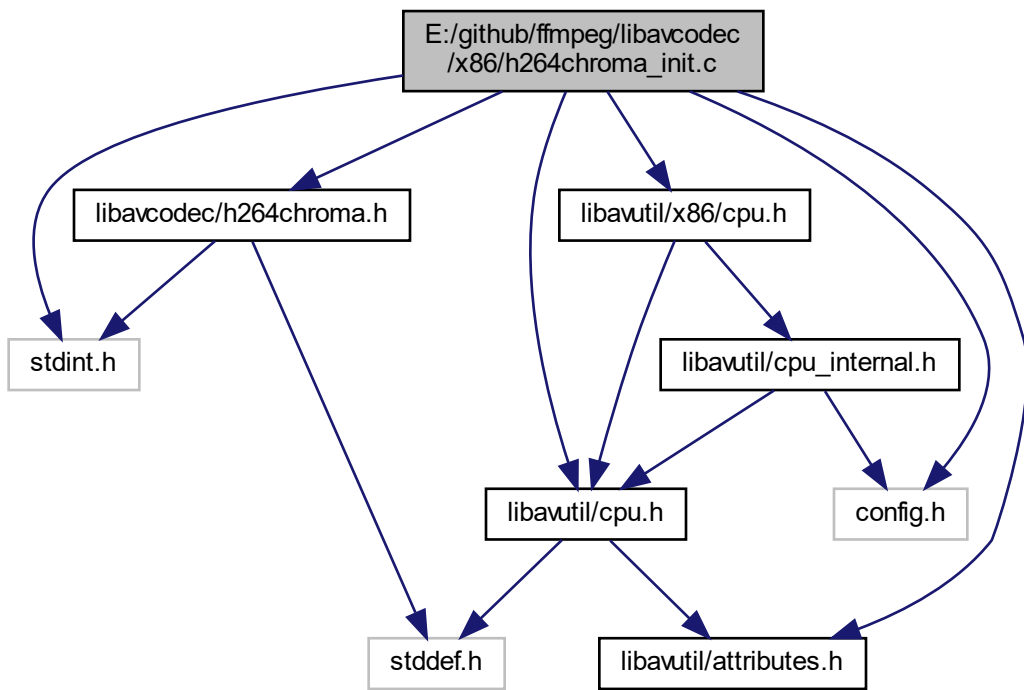 E:/github/ffmpeg/libavcodec
/x86/h264chroma_init.c
libavcodec/h264chroma.h
libavutil/x86/cpu.h
stdint.h
libavutil/cpu_internal.h
libavutil/cpu.h
config.h
stddef.h
libavutil/attributes.h